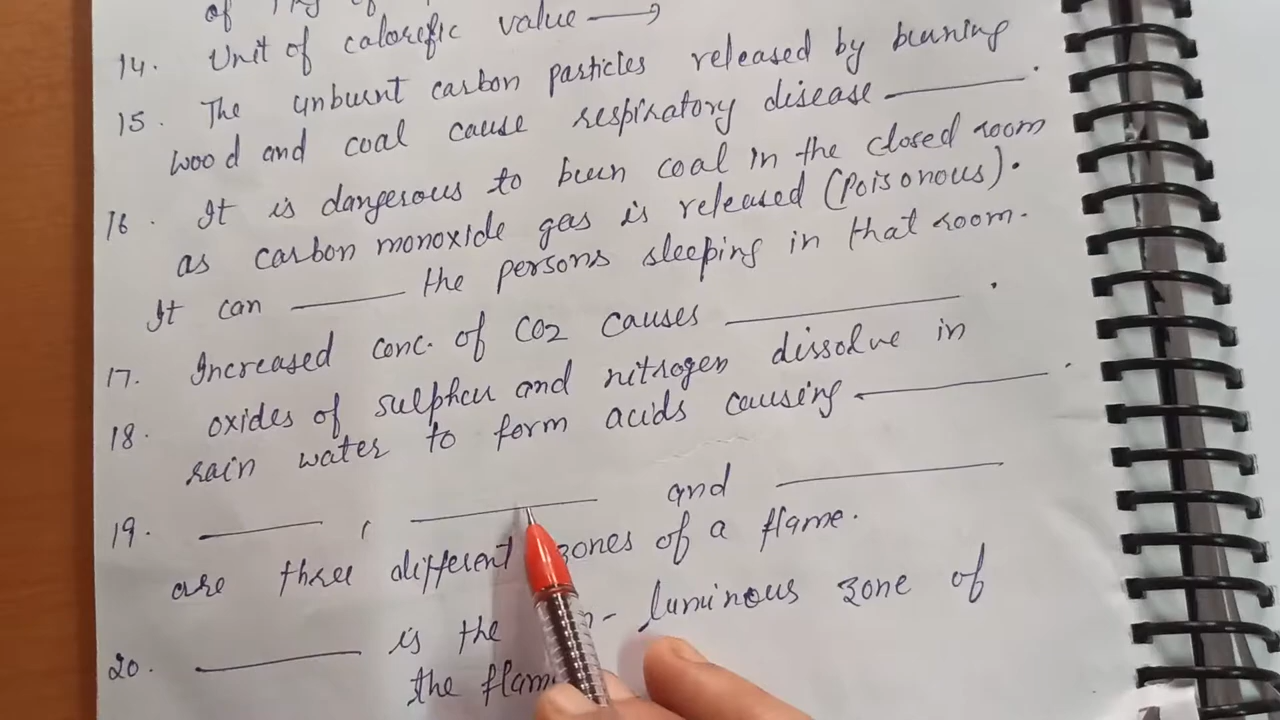 of 1 kg of
14. Unit of calorific value →
15. The unburnt carbon particles released by burning
wood and coal cause respiratory disease ______.
16. It is dangerous to burn coal in the closed room
as carbon monoxide gas is released (Poisonous).
It can ______ the persons sleeping in that room.
17. Increased conc. of CO2 causes ______.
18. oxides of sulphur and nitrogen dissolve in
rain water to form acids causing ______.
19. ______, ______ and ______
are three different zones of a flame.
20. ______ is the luminous zone of
the flame